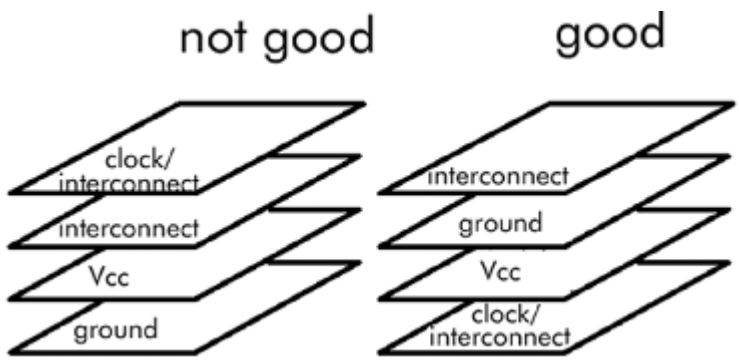 not good
clock/
interconnect
interconnect
Vcc
ground
good
interconnect
ground
Vcc
clock/
interconnect